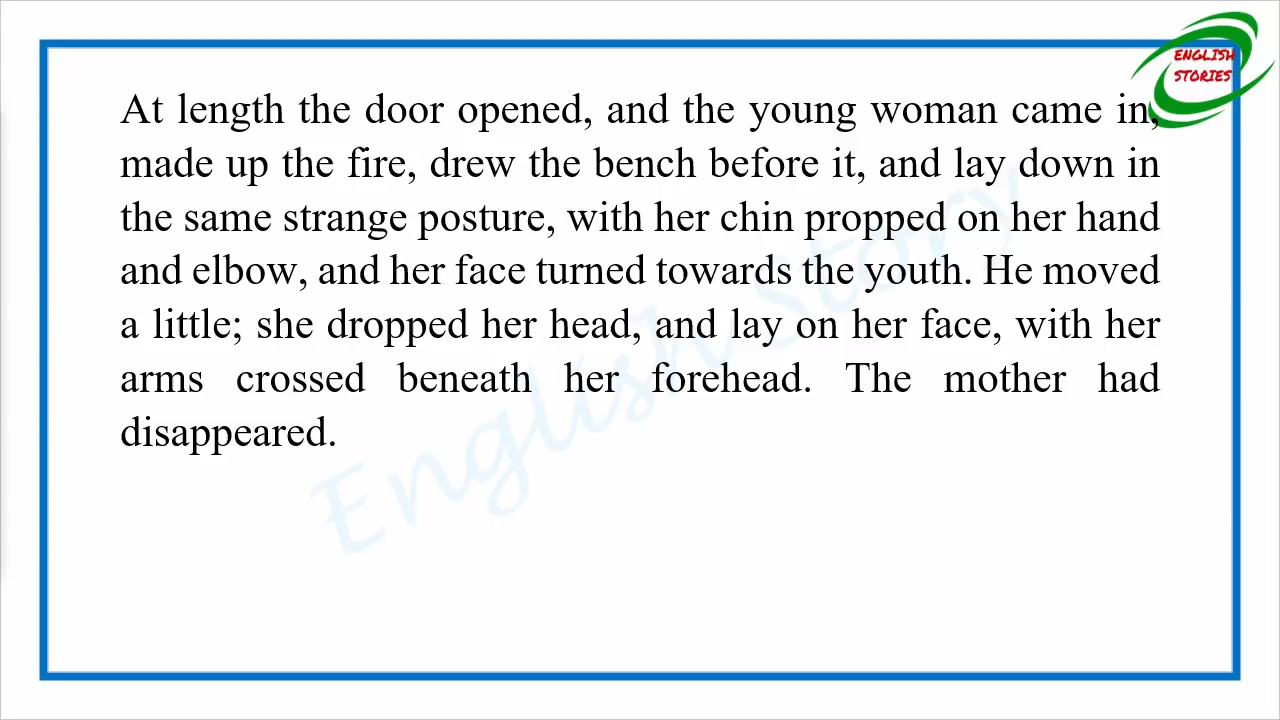 ENGLISH
STORIES
At length the door opened, and the young woman came in,
made up the fire, drew the bench before it, and lay down in
the same strange posture, with her chin propped on her hand
and elbow, and her face turned towards the youth. He moved
a little; she dropped her head, and lay on her face, with her
arms crossed beneath her forehead. The mother had
disappeared.
English Story